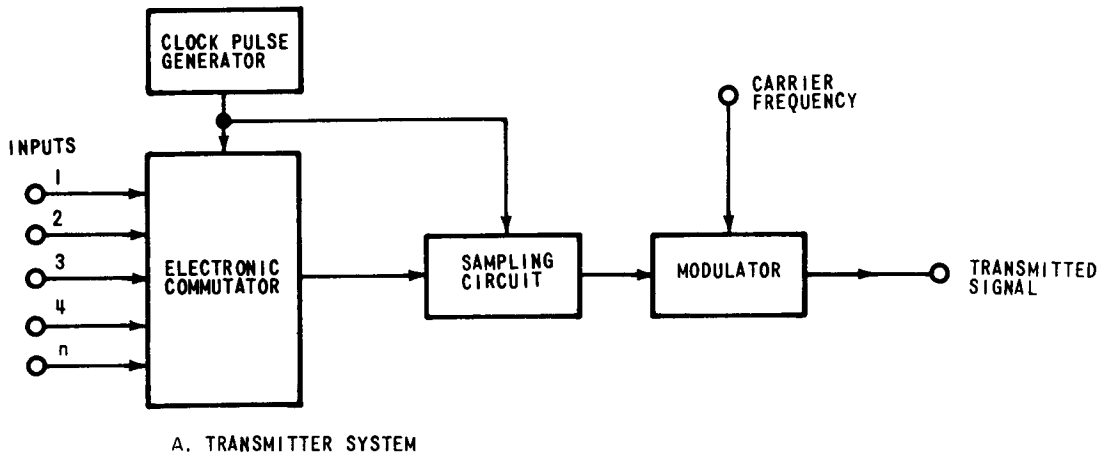 CLOCK PULSE
GENERATOR
CARRIER
FREQUENCY
INPUTS
1
2
3
4
n
ELECTRONIC
COMMUTATOR
SAMPLING
CIRCUIT
MODULATOR
TRANSMITTED
SIGNAL
A. TRANSMITTER SYSTEM